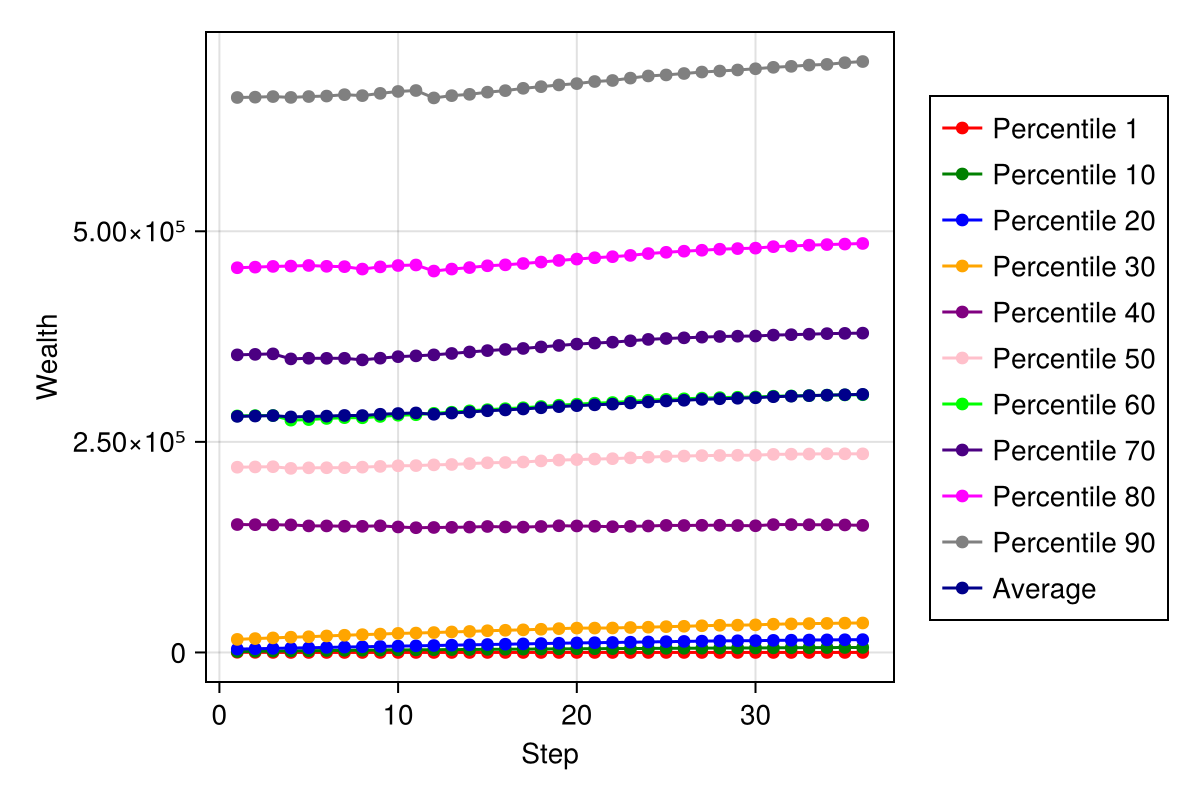 Wealth
5.00×10⁵
2.50×10⁵
0
0 10 20 30
Step
Percentile 1
Percentile 10
Percentile 20
Percentile 30
Percentile 40
Percentile 50
Percentile 60
Percentile 70
Percentile 80
Percentile 90
Average